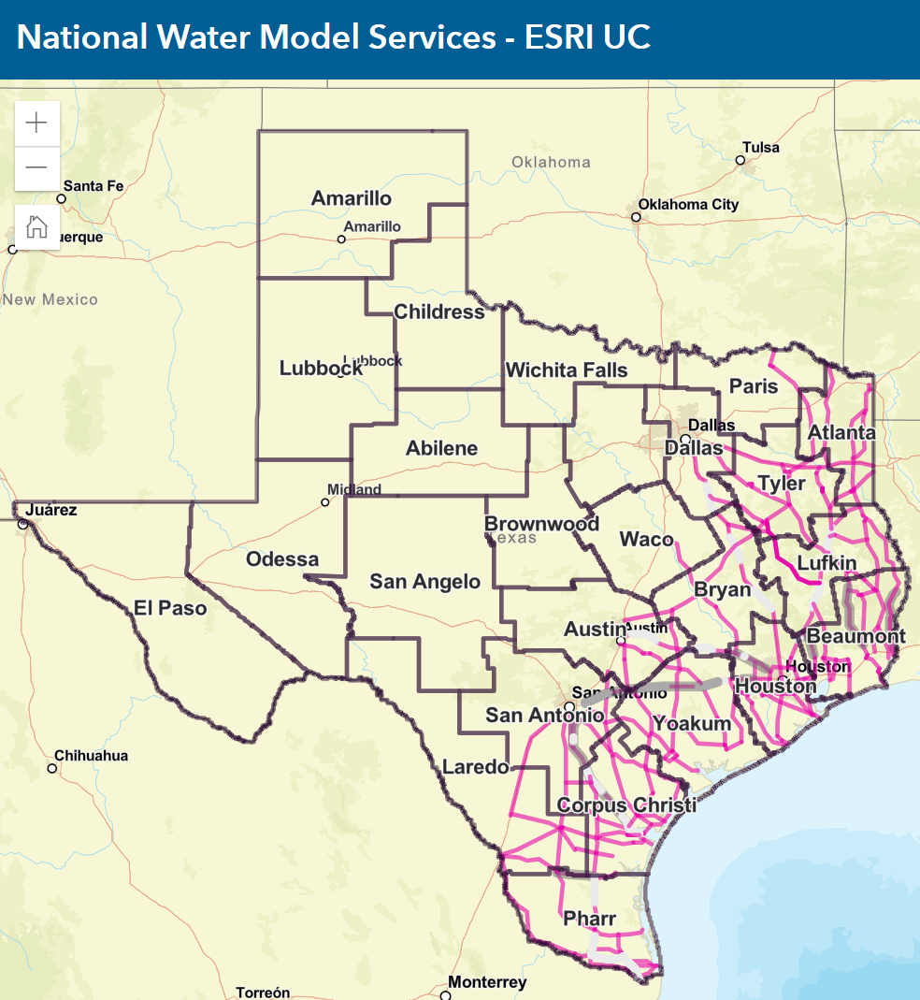 National Water Model Services - ESRI UC
Tulsa
Oklahoma
Santa Fe
Amarillo
Oklahoma City
Amarillo
uerque
New Mexico
Childress
Lubbock
Lubbock
Wichita Falls
Paris
Dallas
Atlanta
Abilene
Dallas
Tyler
Midland
Juárez
Brownwood
exas
Waco
Odessa
Lufkin
San Angelo
Bryan
El Paso
Austin
Austin
Beaumont
Houston
Houston
San Antonio
San Antonio
Yoakum
Chihuahua
Laredo
Corpus Christi
Pharr
Monterrey
Torreón